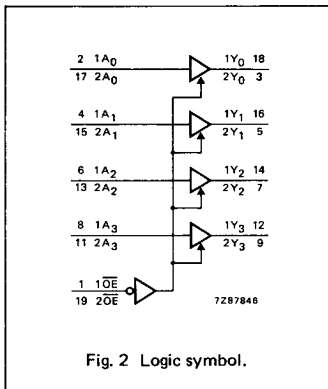 2 1A0 1Y0 18
17 2A0 2Y0 3
4 1A1 1Y1 16
15 2A1 2Y1 5
6 1A2 1Y2 14
13 2A2 2Y2 7
8 1A3 1Y3 12
11 2A3 2Y3 9
1 1O̅E̅
19 2O̅E̅
7Z87846
Fig. 2 Logic symbol.